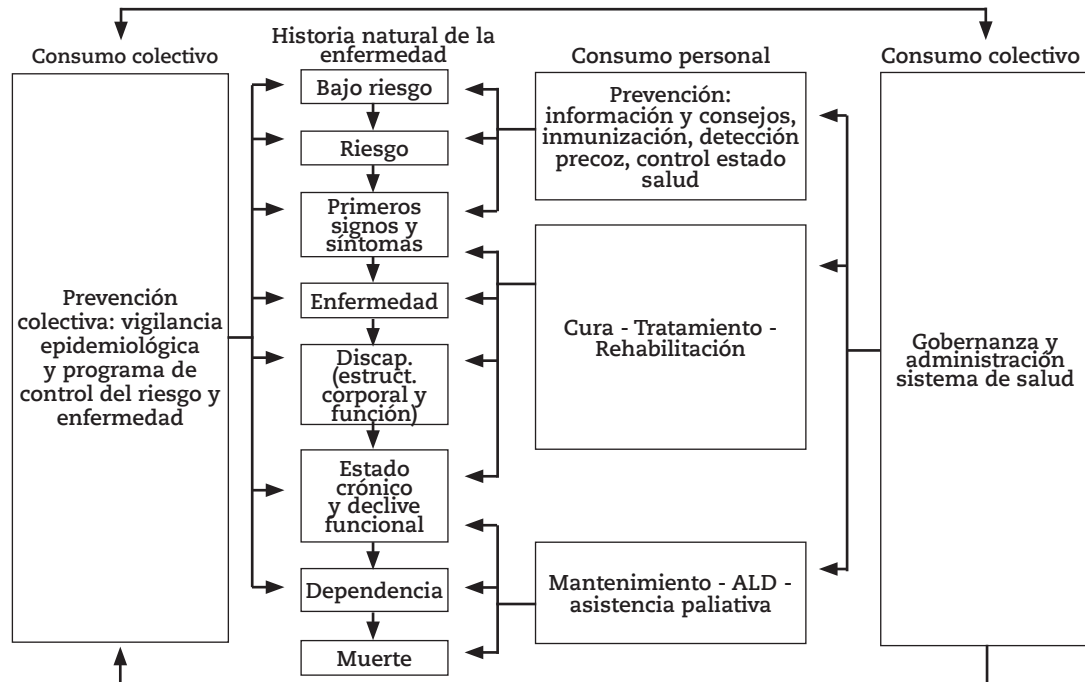 Consumo colectivo
Historia natural de la
enfermedad
Consumo personal
Consumo colectivo
Prevención
colectiva: vigilancia
epidemiológica
y programa de
control del riesgo y
enfermedad
Bajo riesgo
Riesgo
Primeros
signos y
síntomas
Enfermedad
Discap.
(estruct.
corporal y
función)
Estado
crónico
y declive
funcional
Dependencia
Muerte
Prevención:
información y consejos,
inmunización, detección
precoz, control estado
salud
Cura - Tratamiento -
Rehabilitación
Mantenimiento - ALD -
asistencia paliativa
Gobernanza y
administración
sistema de salud